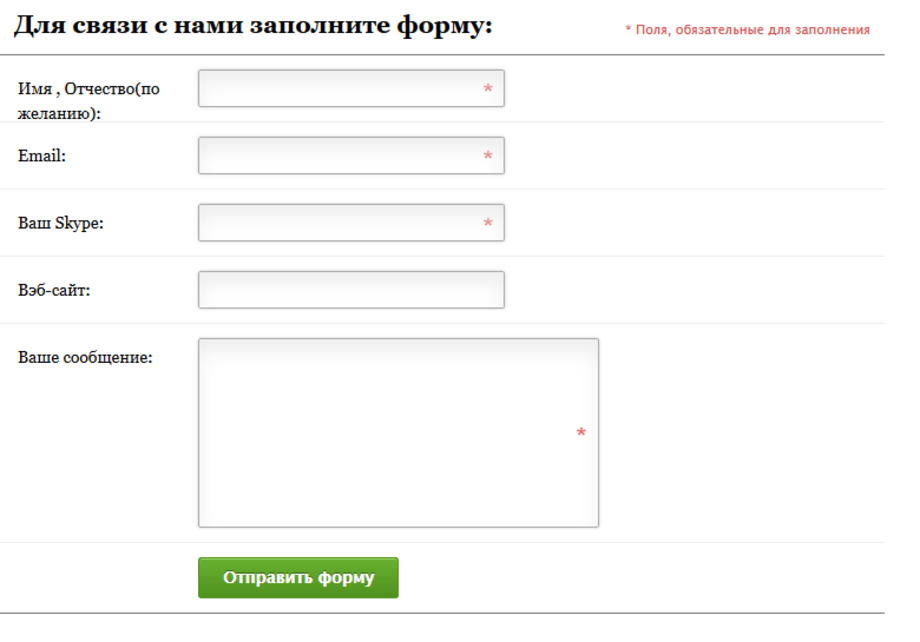 Для связи с нами заполните форму:
* Поля, обязательные для заполнения
Имя , Отчество(по
желанию):
*
Email:
*
Ваш Skype:
*
Вэб-сайт:
Ваше сообщение:
*
Отправить форму